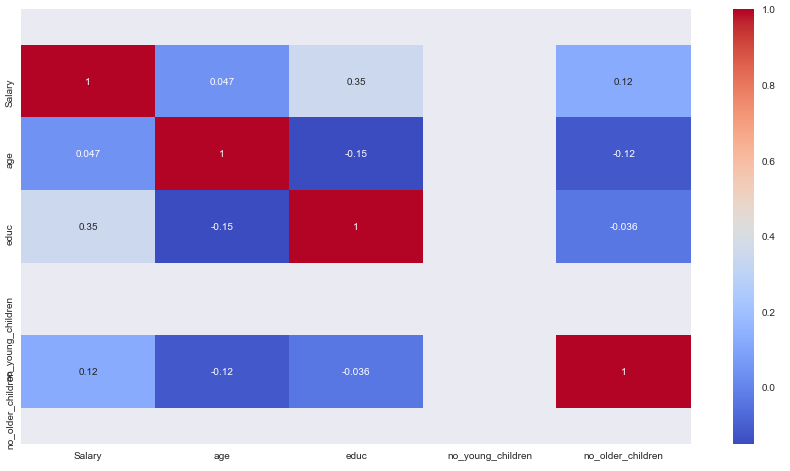 1.0
Salary
1
0.047
0.35
0.12
0.8
age
0.047
1
-0.15
-0.12
0.6
educ
0.35
-0.15
1
-0.036
0.4
no_young_children
0.2
no_older_children
0.12
-0.12
-0.036
1
0.0
Salary
age
educ
no_young_children
no_older_children